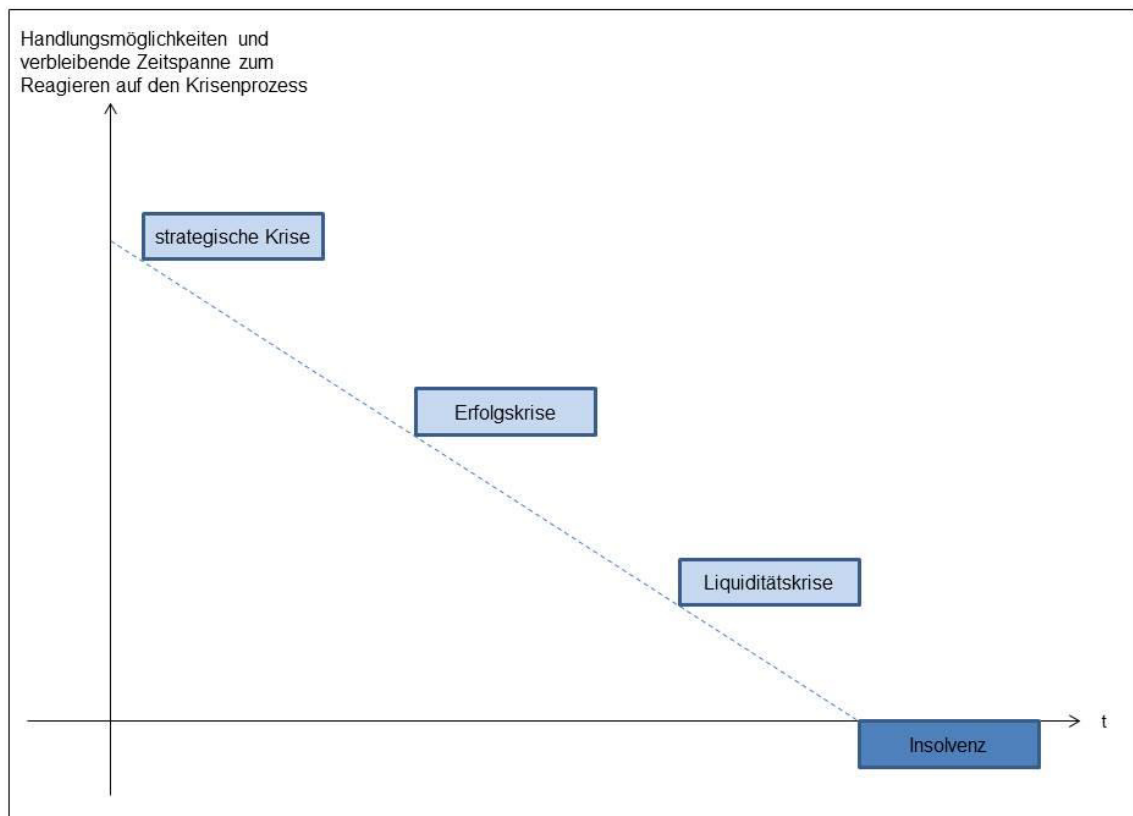 Handlungsmöglichkeiten und
verbleibende Zeitspanne zum
Reagieren auf den Krisenprozess
strategische Krise
Erfolgskrise
Liquiditätskrise
t
Insolvenz